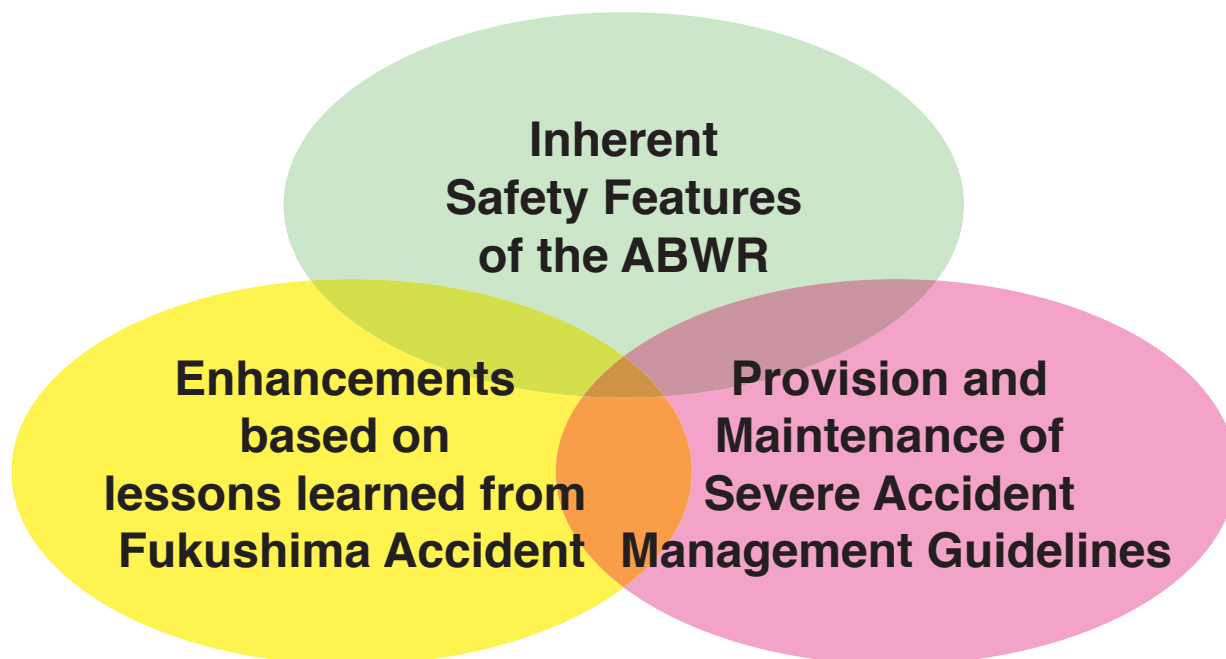 Inherent
Safety Features
of the ABWR
Enhancements
based on
lessons learned from
Fukushima Accident
Provision and
Maintenance of
Severe Accident
Management Guidelines